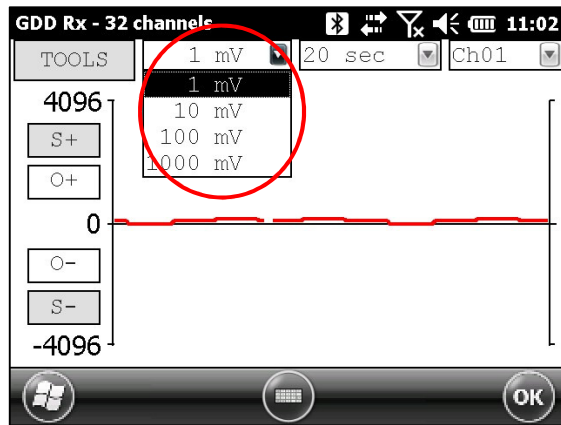 GDD Rx - 32 channels 11:02
TOOLS 1 mV 20 sec Ch01
1 mV
10 mV
100 mV
1000 mV
4096
S+
O+
0
O-
S-
-4096
OK